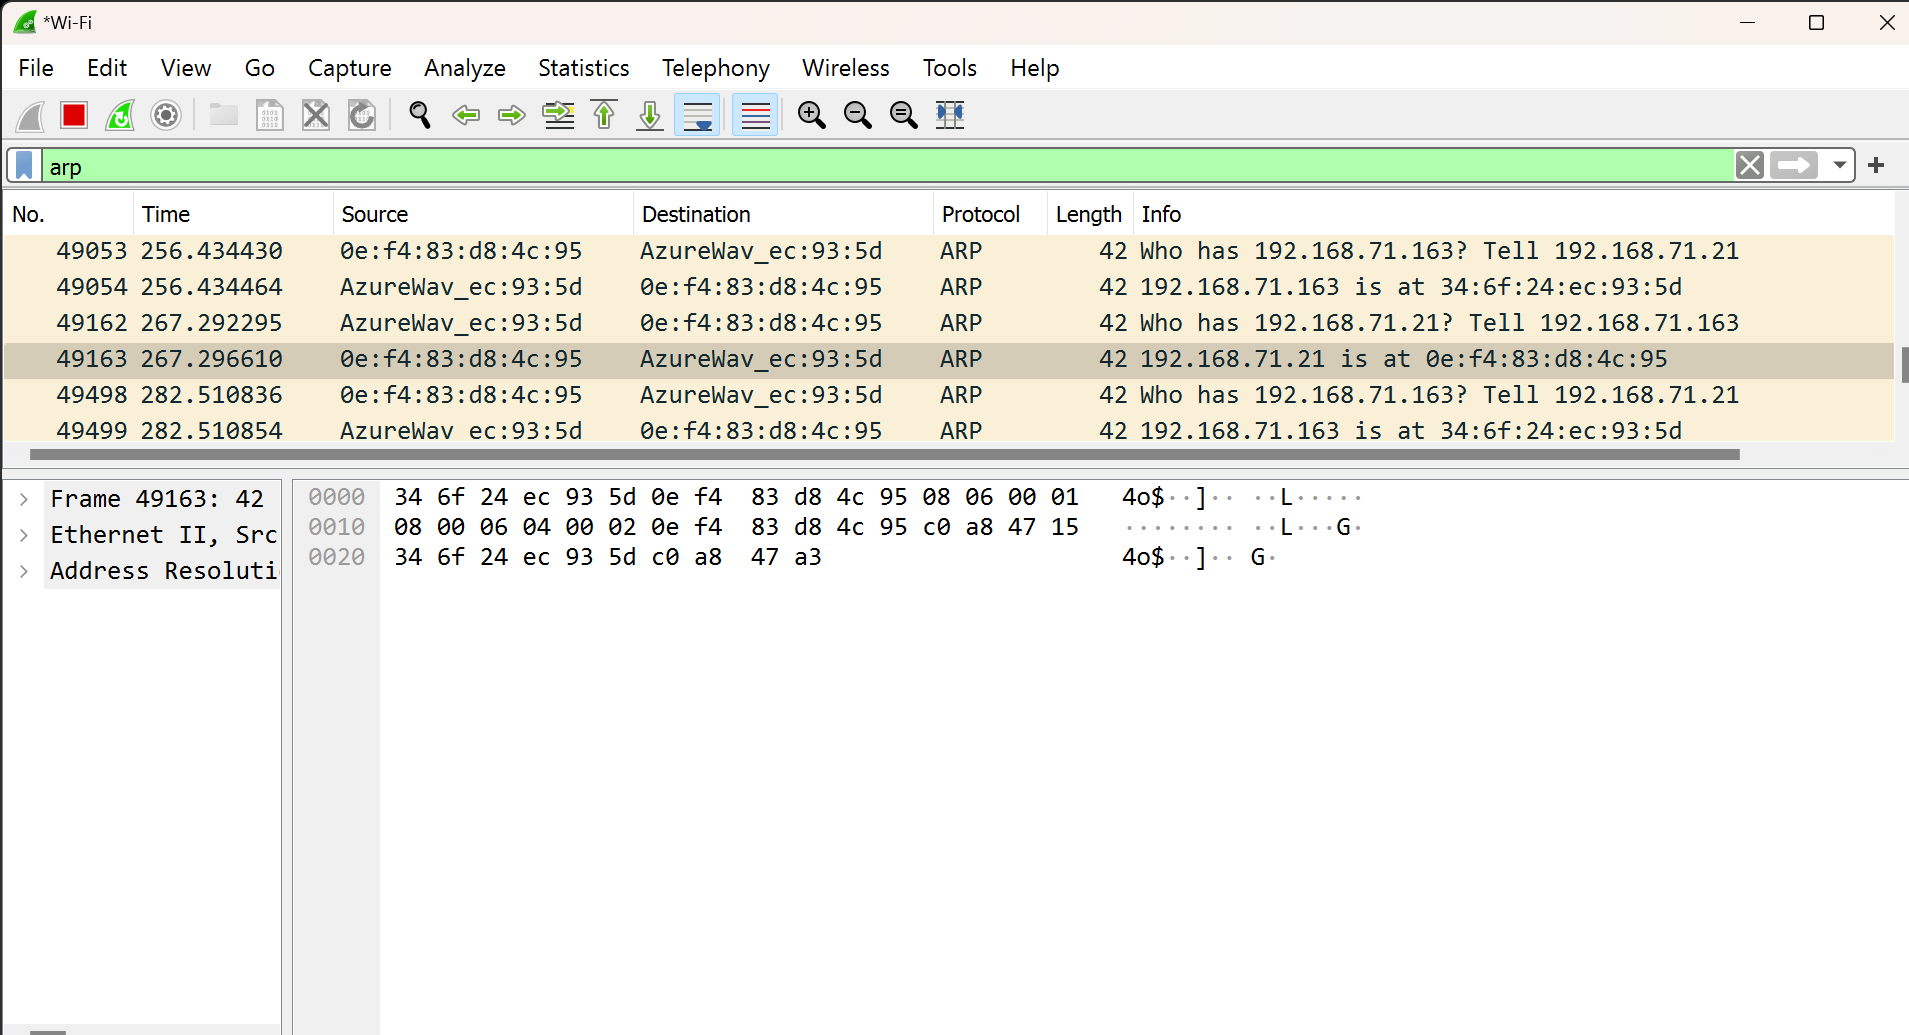 *Wi-Fi
File Edit View Go Capture Analyze Statistics Telephony Wireless Tools Help
arp
No. Time Source Destination Protocol Length Info
49053 256.434430 0e:f4:83:d8:4c:95 AzureWav_ec:93:5d ARP 42 Who has 192.168.71.163? Tell 192.168.71.21
49054 256.434464 AzureWav_ec:93:5d 0e:f4:83:d8:4c:95 ARP 42 192.168.71.163 is at 34:6f:24:ec:93:5d
49162 267.292295 AzureWav_ec:93:5d 0e:f4:83:d8:4c:95 ARP 42 Who has 192.168.71.21? Tell 192.168.71.163
49163 267.296610 0e:f4:83:d8:4c:95 AzureWav_ec:93:5d ARP 42 192.168.71.21 is at 0e:f4:83:d8:4c:95
49498 282.510836 0e:f4:83:d8:4c:95 AzureWav_ec:93:5d ARP 42 Who has 192.168.71.163? Tell 192.168.71.21
49499 282.510854 AzureWav_ec:93:5d 0e:f4:83:d8:4c:95 ARP 42 192.168.71.163 is at 34:6f:24:ec:93:5d
Frame 49163: 42
Ethernet II, Src
Address Resoluti
0000 34 6f 24 ec 93 5d 0e f4 83 d8 4c 95 08 06 00 01 4o$··]·· ··L·····
0010 08 00 06 04 00 02 0e f4 83 d8 4c 95 c0 a8 47 15 ········ ··L···G·
0020 34 6f 24 ec 93 5d c0 a8 47 a3 4o$··]·· G·